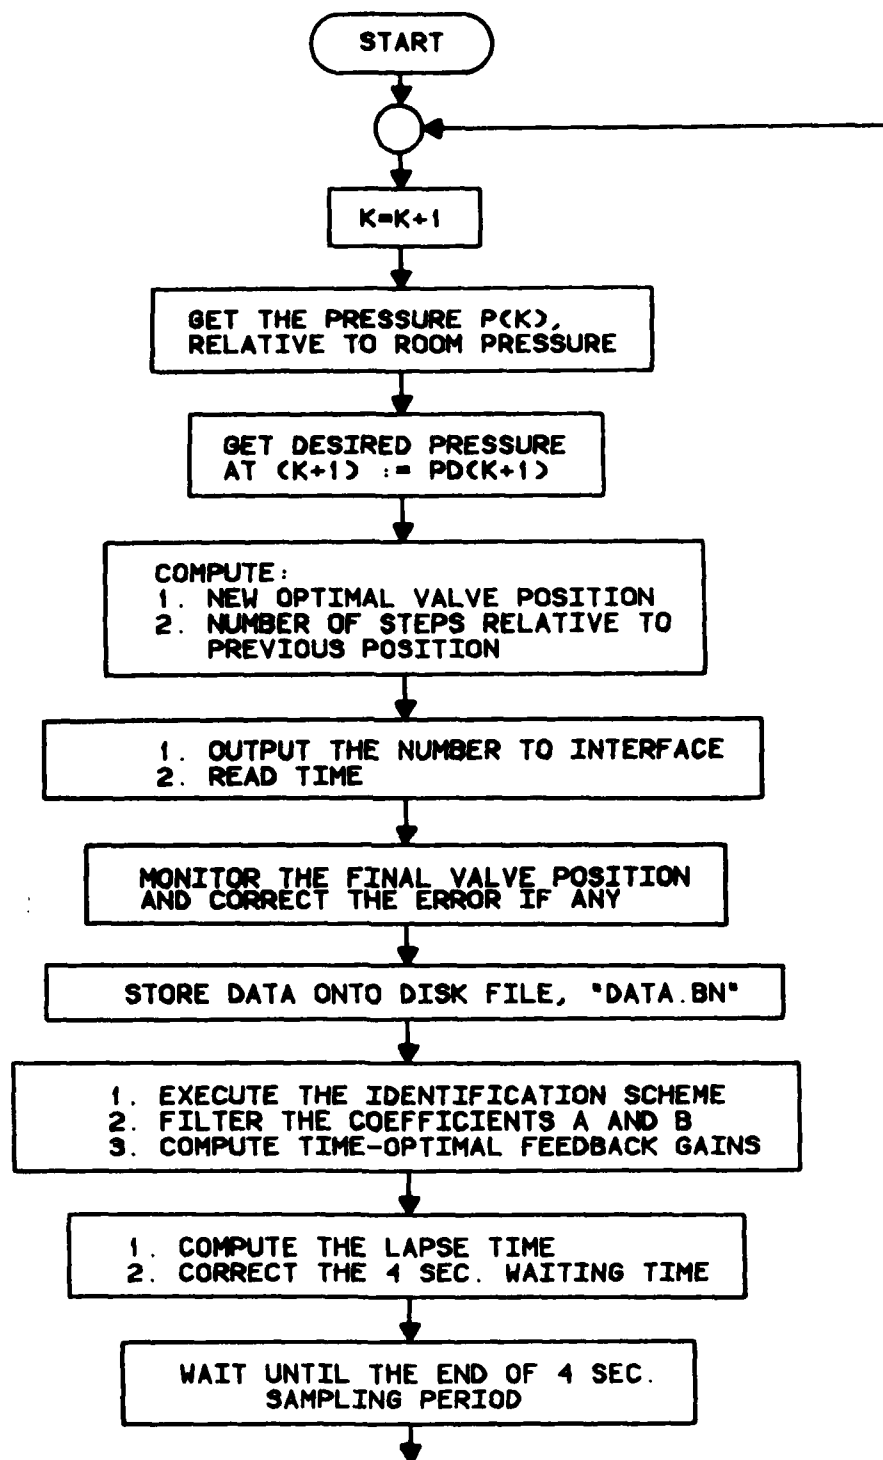 START
K=K+1
GET THE PRESSURE P(K),
RELATIVE TO ROOM PRESSURE
GET DESIRED PRESSURE
AT (K+1) := PD(K+1)
COMPUTE:
1. NEW OPTIMAL VALVE POSITION
2. NUMBER OF STEPS RELATIVE TO
PREVIOUS POSITION
1. OUTPUT THE NUMBER TO INTERFACE
2. READ TIME
MONITOR THE FINAL VALVE POSITION
AND CORRECT THE ERROR IF ANY
STORE DATA ONTO DISK FILE, "DATA.BN"
1. EXECUTE THE IDENTIFICATION SCHEME
2. FILTER THE COEFFICIENTS A AND B
3. COMPUTE TIME-OPTIMAL FEEDBACK GAINS
1. COMPUTE THE LAPSE TIME
2. CORRECT THE 4 SEC. WAITING TIME
WAIT UNTIL THE END OF 4 SEC.
SAMPLING PERIOD